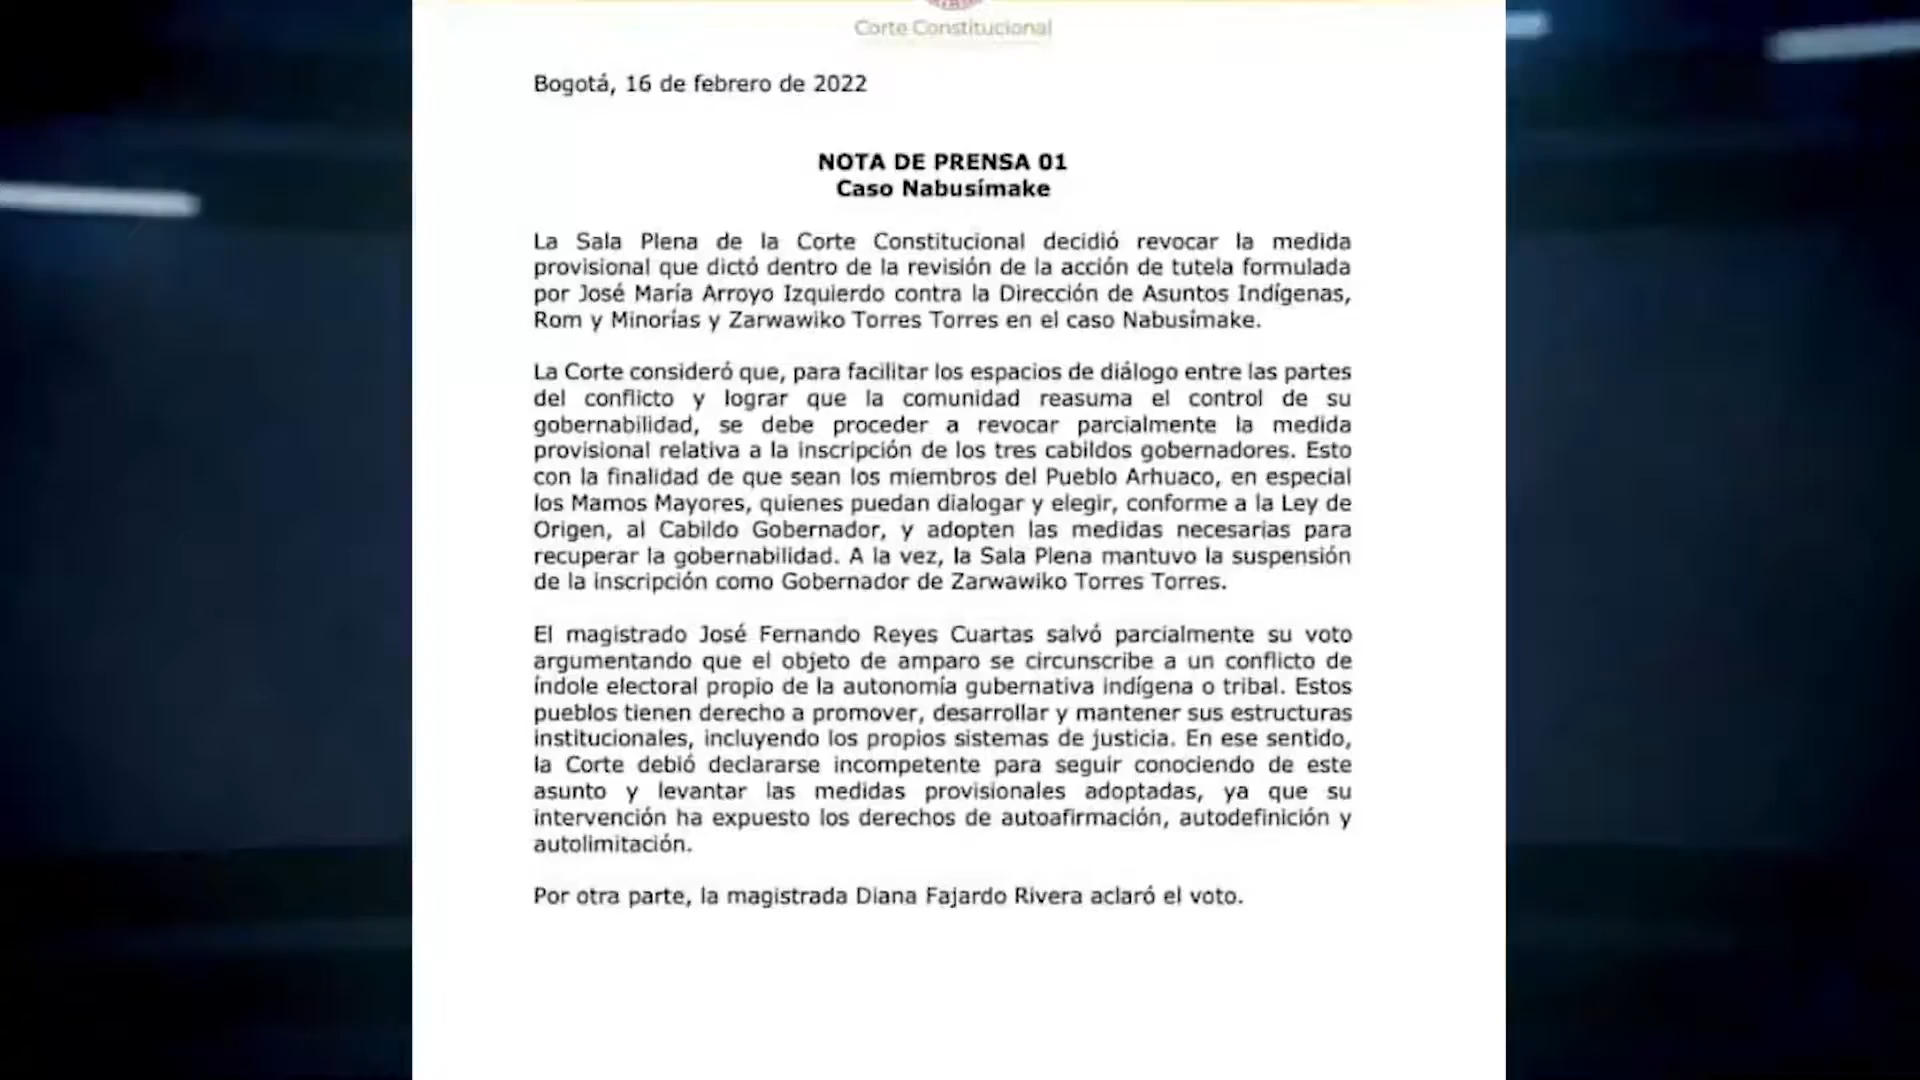 Corte Constitucional
Bogotá, 16 de febrero de 2022
NOTA DE PRENSA 01
Caso Nabusímake
La Sala Plena de la Corte Constitucional decidió revocar la medida
provisional que dictó dentro de la revisión de la acción de tutela formulada
por José María Arroyo Izquierdo contra la Dirección de Asuntos Indígenas,
Rom y Minorías y Zarwawiko Torres Torres en el caso Nabusímake.
La Corte consideró que, para facilitar los espacios de diálogo entre las partes
del conflicto y lograr que la comunidad reasuma el control de su
gobernabilidad, se debe proceder a revocar parcialmente la medida
provisional relativa a la inscripción de los tres cabildos gobernadores. Esto
con la finalidad de que sean los miembros del Pueblo Arhuaco, en especial
los Mamos Mayores, quienes puedan dialogar y elegir, conforme a la Ley de
Origen, al Cabildo Gobernador, y adopten las medidas necesarias para
recuperar la gobernabilidad. A la vez, la Sala Plena mantuvo la suspensión
de la inscripción como Gobernador de Zarwawiko Torres Torres.
El magistrado José Fernando Reyes Cuartas salvó parcialmente su voto
argumentando que el objeto de amparo se circunscribe a un conflicto de
índole electoral propio de la autonomía gubernativa indígena o tribal. Estos
pueblos tienen derecho a promover, desarrollar y mantener sus estructuras
institucionales, incluyendo los propios sistemas de justicia. En ese sentido,
la Corte debió declararse incompetente para seguir conociendo de este
asunto y levantar las medidas provisionales adoptadas, ya que su
intervención ha expuesto los derechos de autoafirmación, autodefinición y
autolimitación.
Por otra parte, la magistrada Diana Fajardo Rivera aclaró el voto.